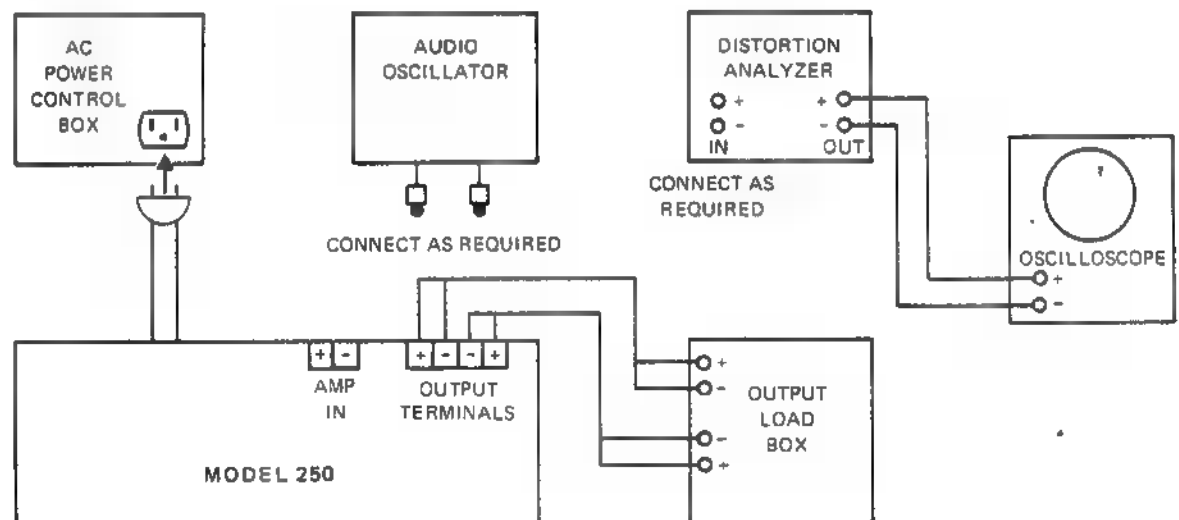 AC
POWER
CONTROL
BOX
AUDIO
OSCILLATOR
CONNECT AS REQUIRED
DISTORTION
ANALYZER
+ +
- -
IN OUT
CONNECT AS
REQUIRED
OSCILLOSCOPE
+
-
+ -
AMP
IN
+ - - +
OUTPUT
TERMINALS
MODEL 250
+
-
OUTPUT
LOAD
BOX
-
+